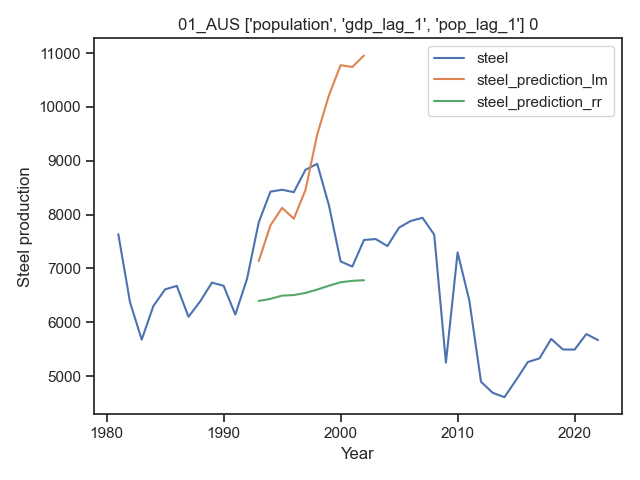 01_AUS ['population', 'gdp_lag_1', 'pop_lag_1'] 0
11000
10000
9000
8000
7000
6000
5000
Steel production
steel
steel_prediction_lm
steel_prediction_rr
1980
1990
2000
2010
2020
Year